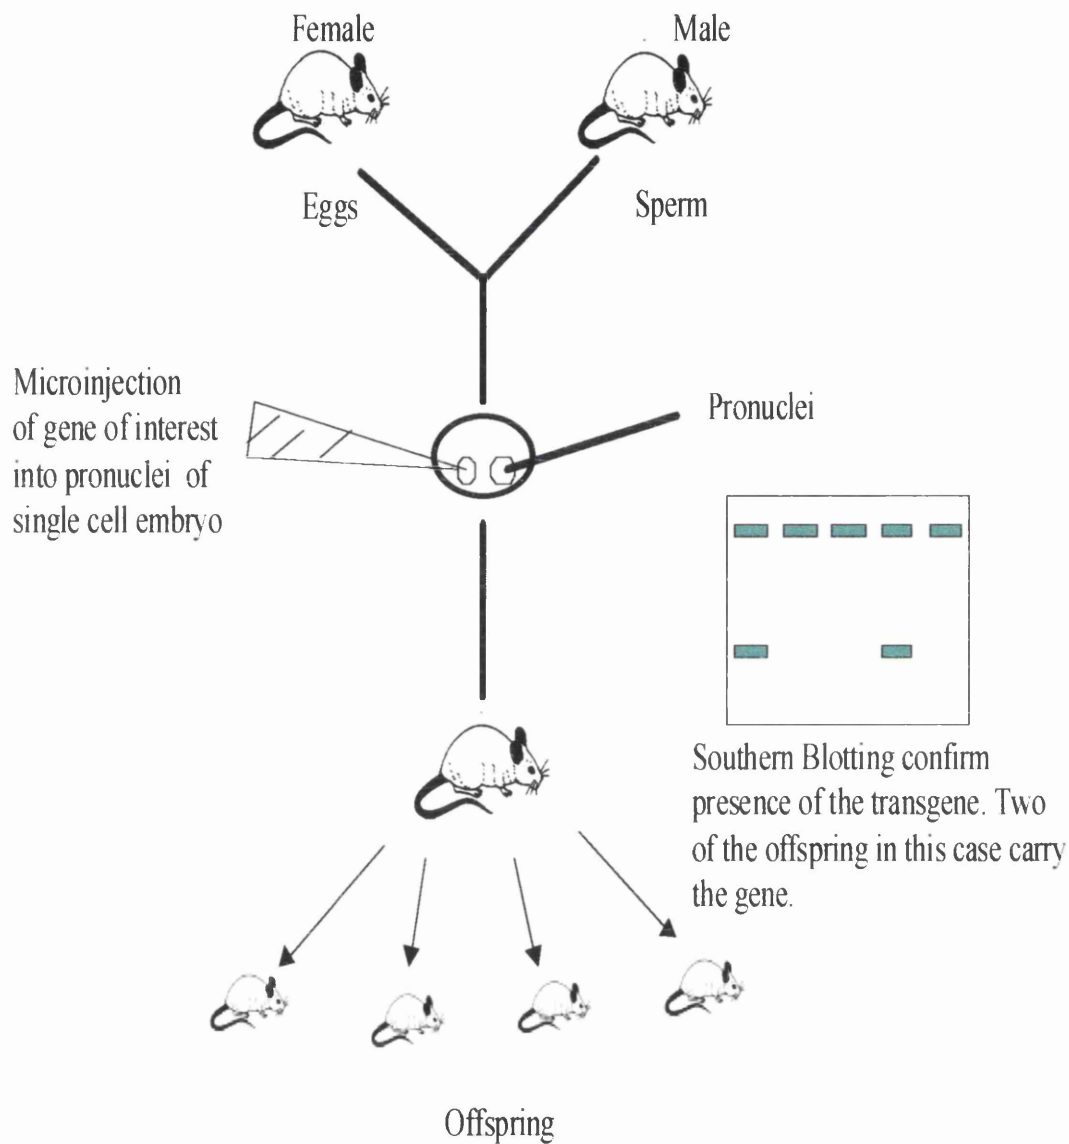 Female
Male
Eggs
Sperm
Microinjection
of gene of interest
into pronuclei of
single cell embryo
Pronuclei
Southern Blotting confirm
presence of the transgene. Two
of the offspring in this case carry
the gene.
Offspring